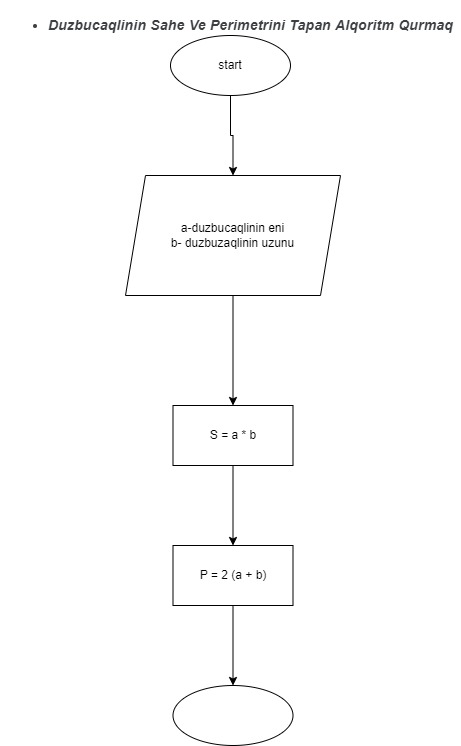 Duzbucaqlinin Sahe Ve Perimetrini Tapan Alqoritm Qurmaq
start
a-duzbucaqlinin eni
b- duzbuzaqlinin uzunu
S = a * b
P = 2 (a + b)